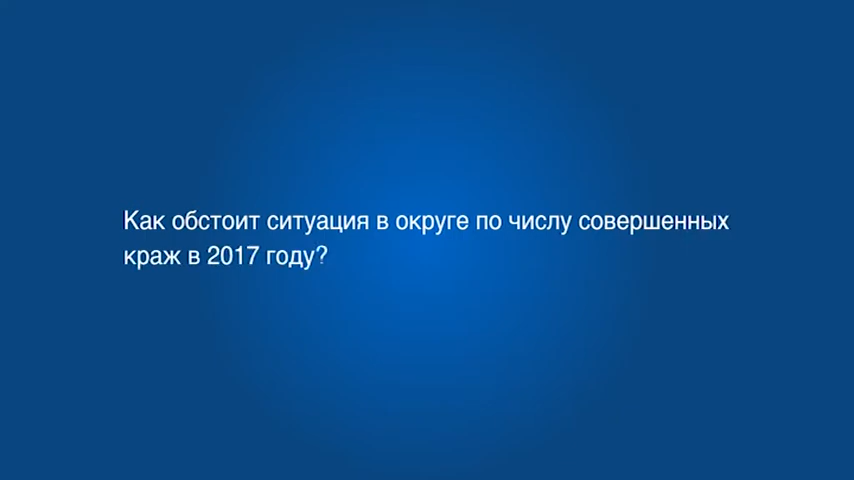 Как обстоит ситуация в округе по числу совершенных
краж в 2017 году?